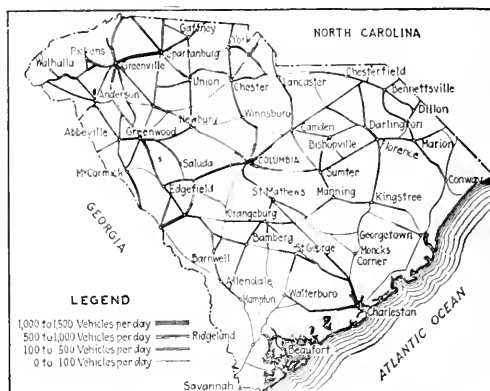 NORTH CAROLINA
Gaffney
York
Pickens
Spartanburg
Walhalla
Greenville
Lancaster
Chesterfield
Union
Chester
Bennettsville
Anderson
Dillon
Newbury
Winnsboro
Abbeville
Greenwood
Camden
Darlington
Bishopville
Marion
Florence
Saluda
COLUMBIA
McCormick
Sumter
Conway
Edgefield
St Mathews
Manning
Kingstree
GEORGIA
Orangeburg
Georgetown
Bamberg
St George
Moncks
Corner
Barnwell
LEGEND
Allendale
Hampton
Walterboro
1,000 to 1,500 Vehicles per day
Charleston
500 to 1,000 Vehicles per day
Ridgeland
100 to 500 Vehicles per day
Beaufort
0 to 100 Vehicles per day
ATLANTIC OCEAN
Savannah